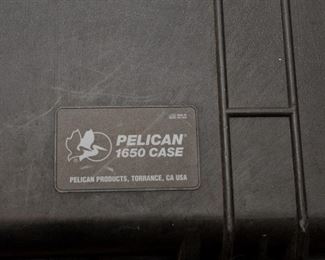 PELICAN
1650 CASE
PELICAN PRODUCTS, TORRANCE, CA USA